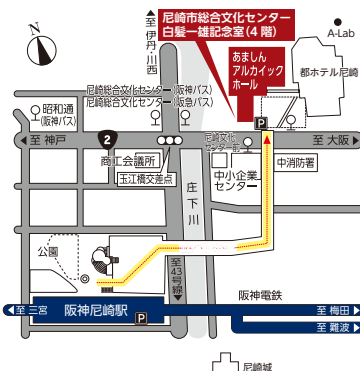 N
至 伊丹・川西
尼崎市総合文化センター
白髪一雄記念室(4 階)
A-Lab
あましん
アルカイック
ホール
都ホテル尼崎
尼崎総合文化センター(阪神バス)
尼崎総合文化センター(阪急バス)
昭和通
(阪神バス)
P
至 神戸
2
尼崎文化
センター前
至 大阪
商工会議所
中小企業
センター
中消防署
玉江橋交差点
庄下川
公園
至43号線
阪神電鉄
至 三宮
阪神尼崎駅
P
至 梅田
至 難波
尼崎城